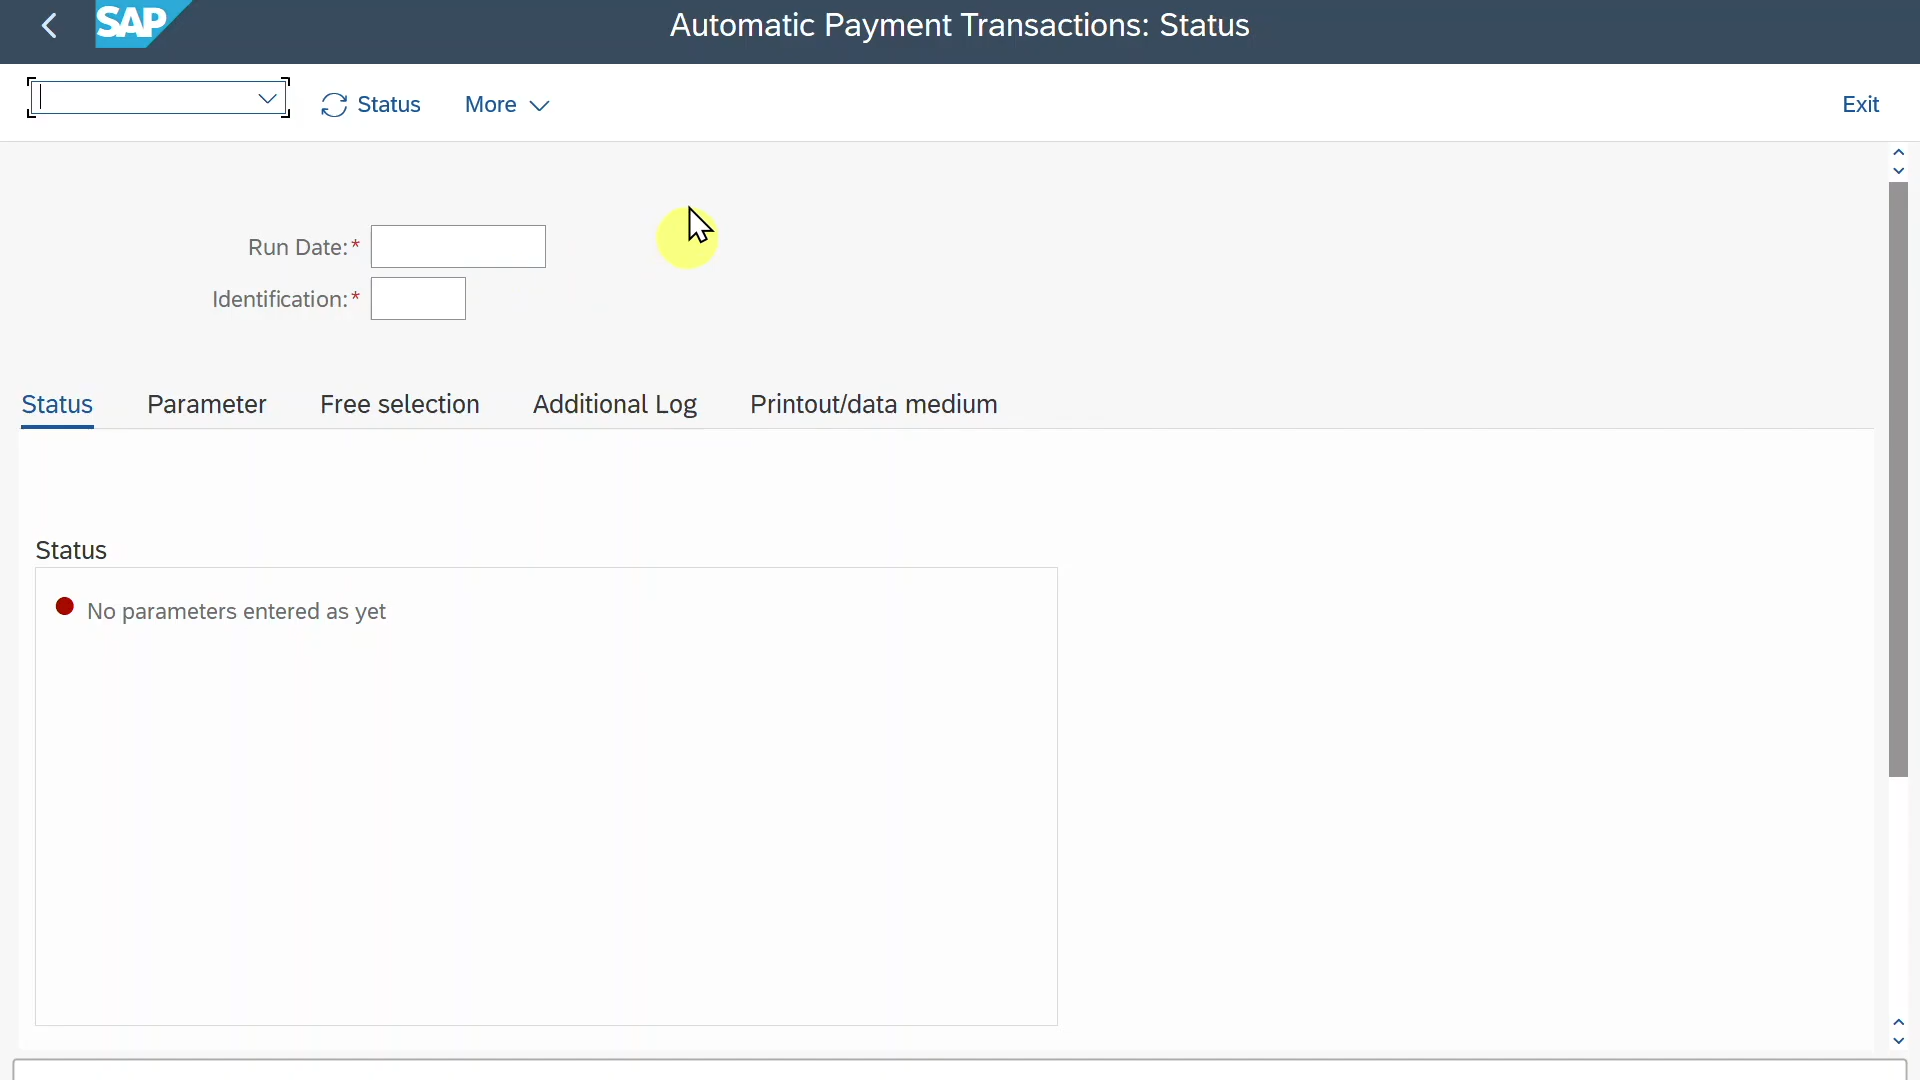 SAP
Automatic Payment Transactions: Status
Status
More
Exit
Run Date:*
Identification:*
Status
Parameter
Free selection
Additional Log
Printout/data medium
Status
No parameters entered as yet